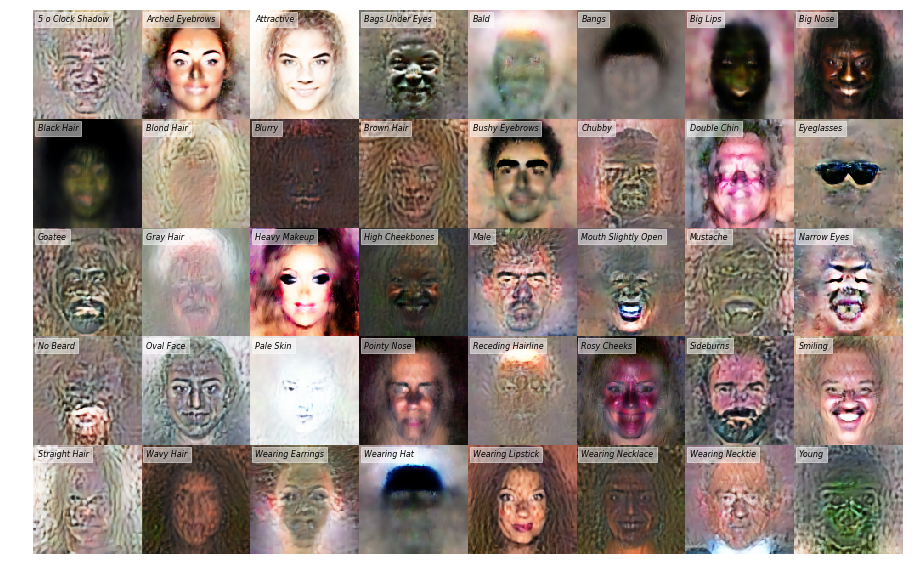 5 o Clock Shadow
Arched Eyebrows
Attractive
Bags Under Eyes
Bald
Bangs
Big Lips
Big Nose
Black Hair
Blond Hair
Blurry
Brown Hair
Bushy Eyebrows
Chubby
Double Chin
Eyeglasses
Goatee
Gray Hair
Heavy Makeup
High Cheekbones
Male
Mouth Slightly Open
Mustache
Narrow Eyes
No Beard
Oval Face
Pale Skin
Pointy Nose
Receding Hairline
Rosy Cheeks
Sideburns
Smiling
Straight Hair
Wavy Hair
Wearing Earrings
Wearing Hat
Wearing Lipstick
Wearing Necklace
Wearing Necktie
Young